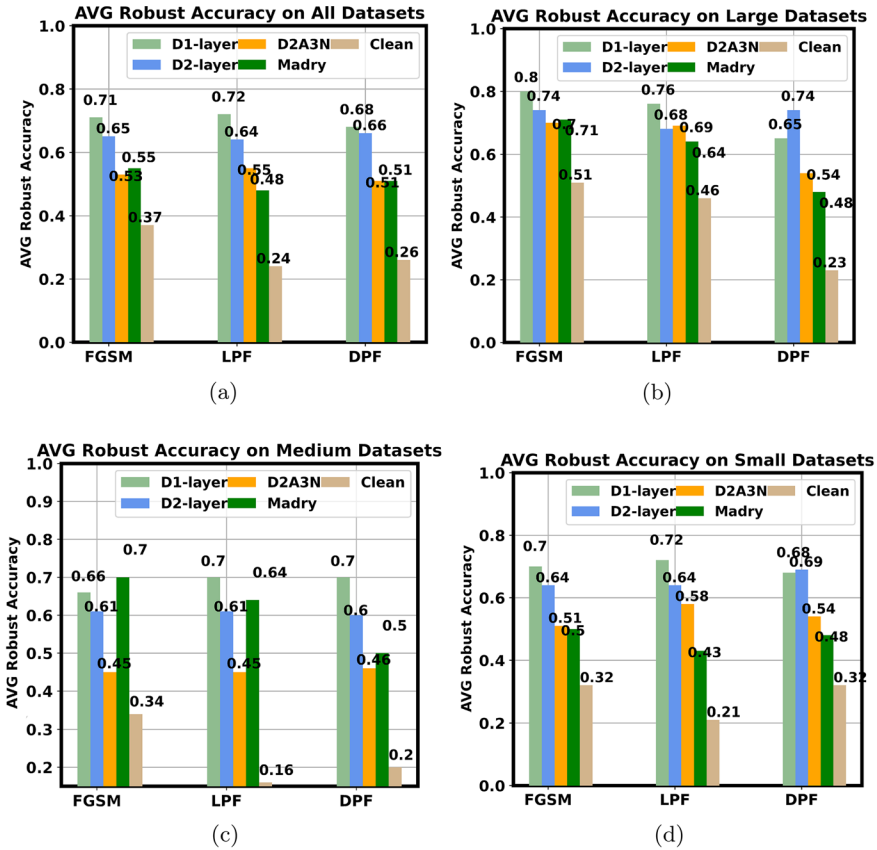 AVG Robust Accuracy on All Datasets
D1-layer D2A3N Clean
D2-layer Madry
AVG Robust Accuracy
1.0
0.8
0.6
0.4
0.2
0.0
0.71 0.65 0.53 0.55 0.37
0.72 0.64 0.55 0.48 0.24
0.68 0.66 0.51 0.51 0.26
FGSM LPF DPF
(a)
AVG Robust Accuracy on Large Datasets
D1-layer D2A3N Clean
D2-layer Madry
AVG Robust Accuracy
1.0
0.8
0.6
0.4
0.2
0.0
0.8 0.74 0.7 0.71 0.51
0.76 0.68 0.69 0.64 0.46
0.65 0.74 0.54 0.48 0.23
FGSM LPF DPF
(b)
AVG Robust Accuracy on Medium Datasets
D1-layer D2A3N Clean
D2-layer Madry
AVG Robust Accuracy
1.0
0.9
0.8
0.7
0.6
0.5
0.4
0.3
0.2
0.66 0.61 0.45 0.7 0.34
0.7 0.61 0.45 0.64 0.16
0.7 0.6 0.46 0.5 0.2
FGSM LPF DPF
(c)
AVG Robust Accuracy on Small Datasets
D1-layer D2A3N Clean
D2-layer Madry
AVG Robust Accuracy
1.0
0.8
0.6
0.4
0.2
0.0
0.7 0.64 0.51 0.5 0.32
0.72 0.64 0.58 0.43 0.21
0.68 0.69 0.54 0.48 0.32
FGSM LPF DPF
(d)